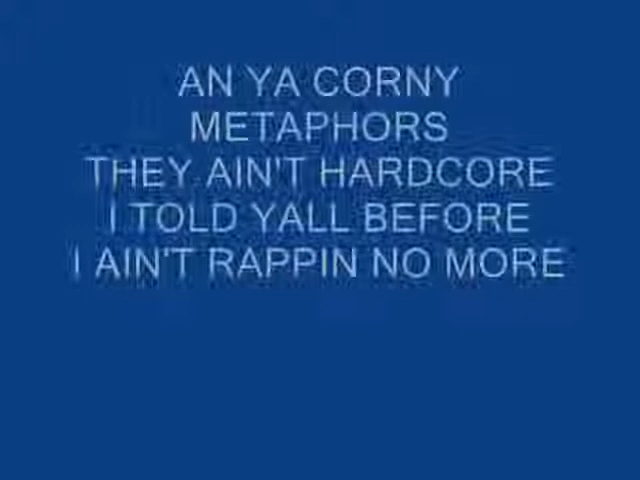 AN YA CORNY
METAPHORS
THEY AIN'T HARDCORE
I TOLD YALL BEFORE
I AIN'T RAPPIN NO MORE